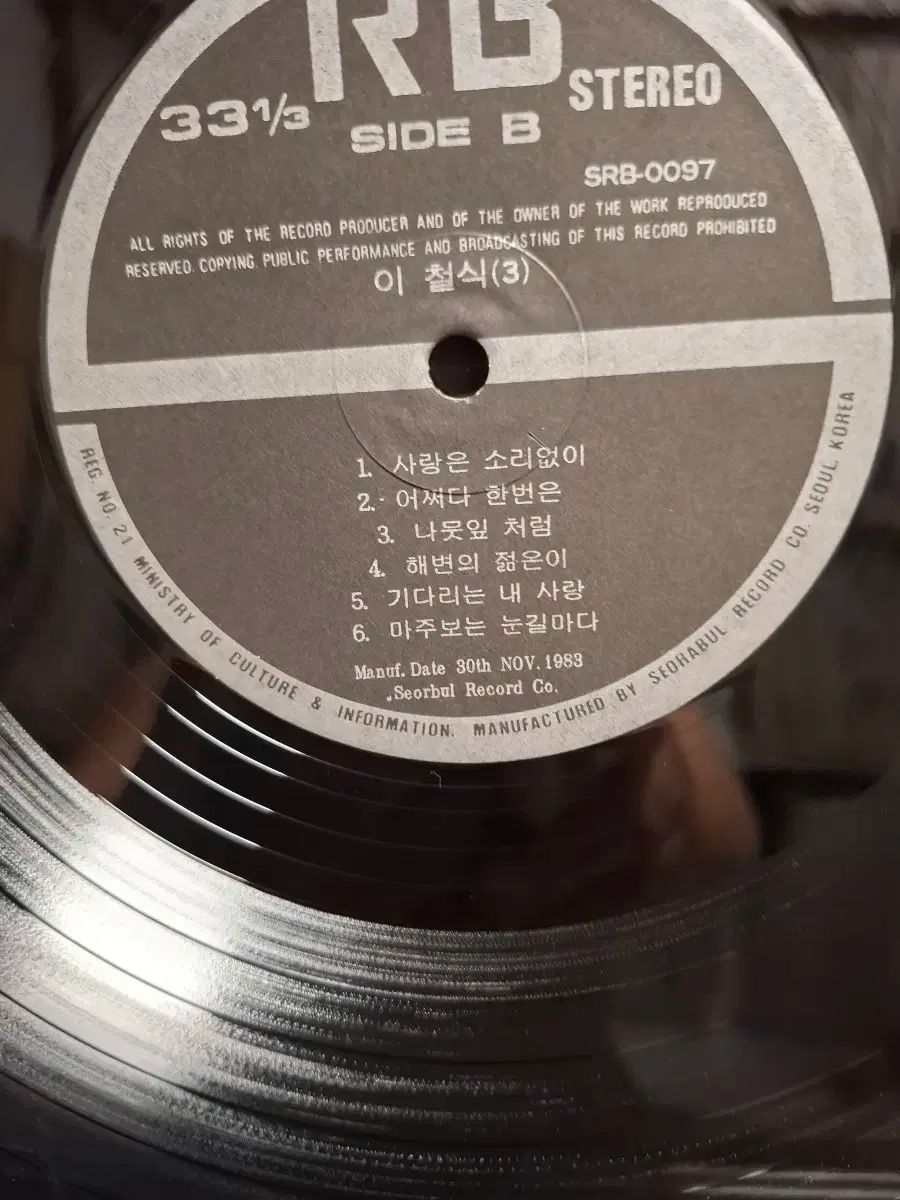 RB
33⅓
STEREO
SIDE B
SRB-0097
ALL RIGHTS OF THE RECORD PRODUCER AND OF THE OWNER OF THE WORK REPRODUCED
RESERVED. COPYING. PUBLIC PERFORMANCE AND BROADCASTING OF THIS RECORD PROHIBITED
이 철식(3)
1. 사랑은 소리없이
2. 어쩌다 한번은
3. 나뭇잎 처럼
4. 해변의 젊은이
5. 기다리는 내 사랑
6. 마주보는 눈길마다
Manuf. Date 30th NOV. 1983
Seorbul Record Co.
REG. NO. 21 MINISTRY OF CULTURE & INFORMATION. MANUFACTURED BY SEORABUL RECORD CO. SEOUL, KOREA